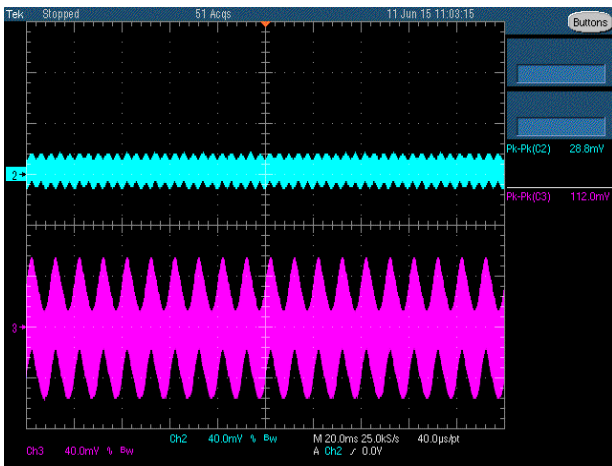 Tek Stopped 51 Acqs 11 Jun 15 11:03:15
Buttons
Pk-Pk(C2) 28.8mV
2→
Pk-Pk(C3) 112.0mV
3→
Ch2 40.0mV % Bw M 20.0ms 25.0kS/s 40.0µs/pt
Ch3 40.0mV % Bw A Ch2 / 0.0V